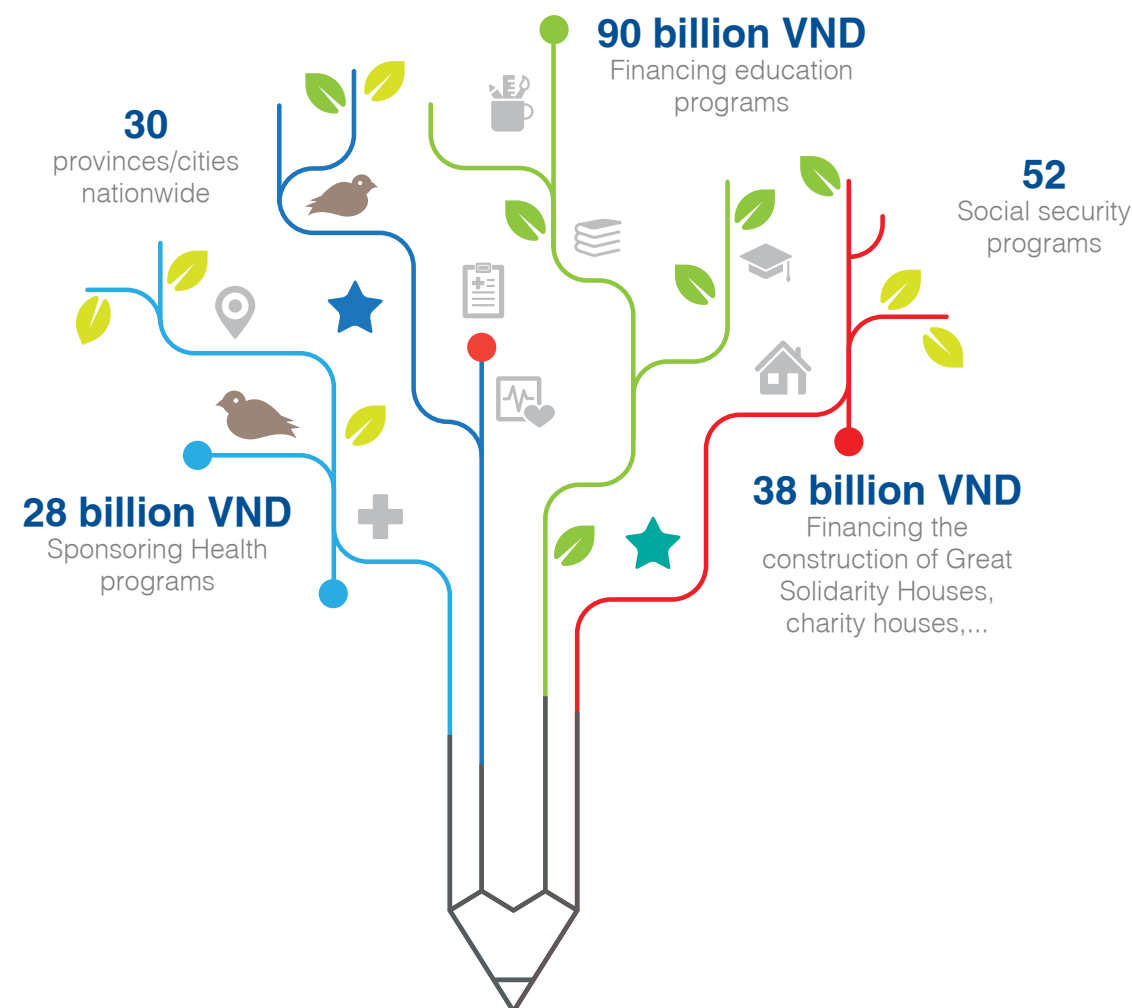 90 billion VND
Financing education
programs
30
provinces/cities
nationwide
52
Social security
programs
28 billion VND
Sponsoring Health
programs
38 billion VND
Financing the
construction of Great
Solidarity Houses,
charity houses,...